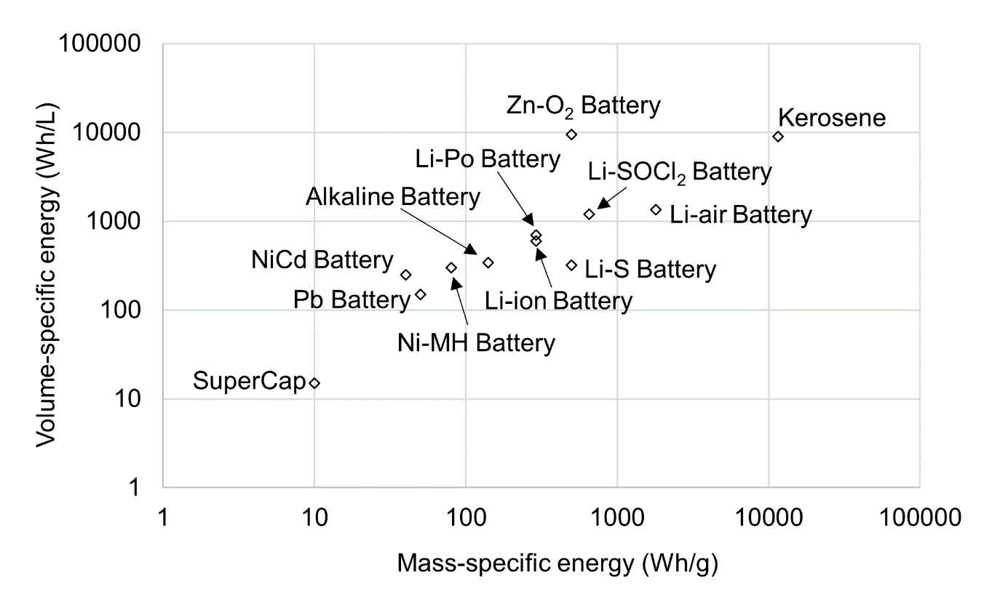 100000
Zn-O₂ Battery
Kerosene
10000
Li-Po Battery
Li-SOCl₂ Battery
Alkaline Battery
1000
Li-air Battery
NiCd Battery
Li-S Battery
Pb Battery
Li-ion Battery
100
Ni-MH Battery
SuperCap
10
1
Volume-specific energy (Wh/L)
1 10 100 1000 10000 100000
Mass-specific energy (Wh/g)